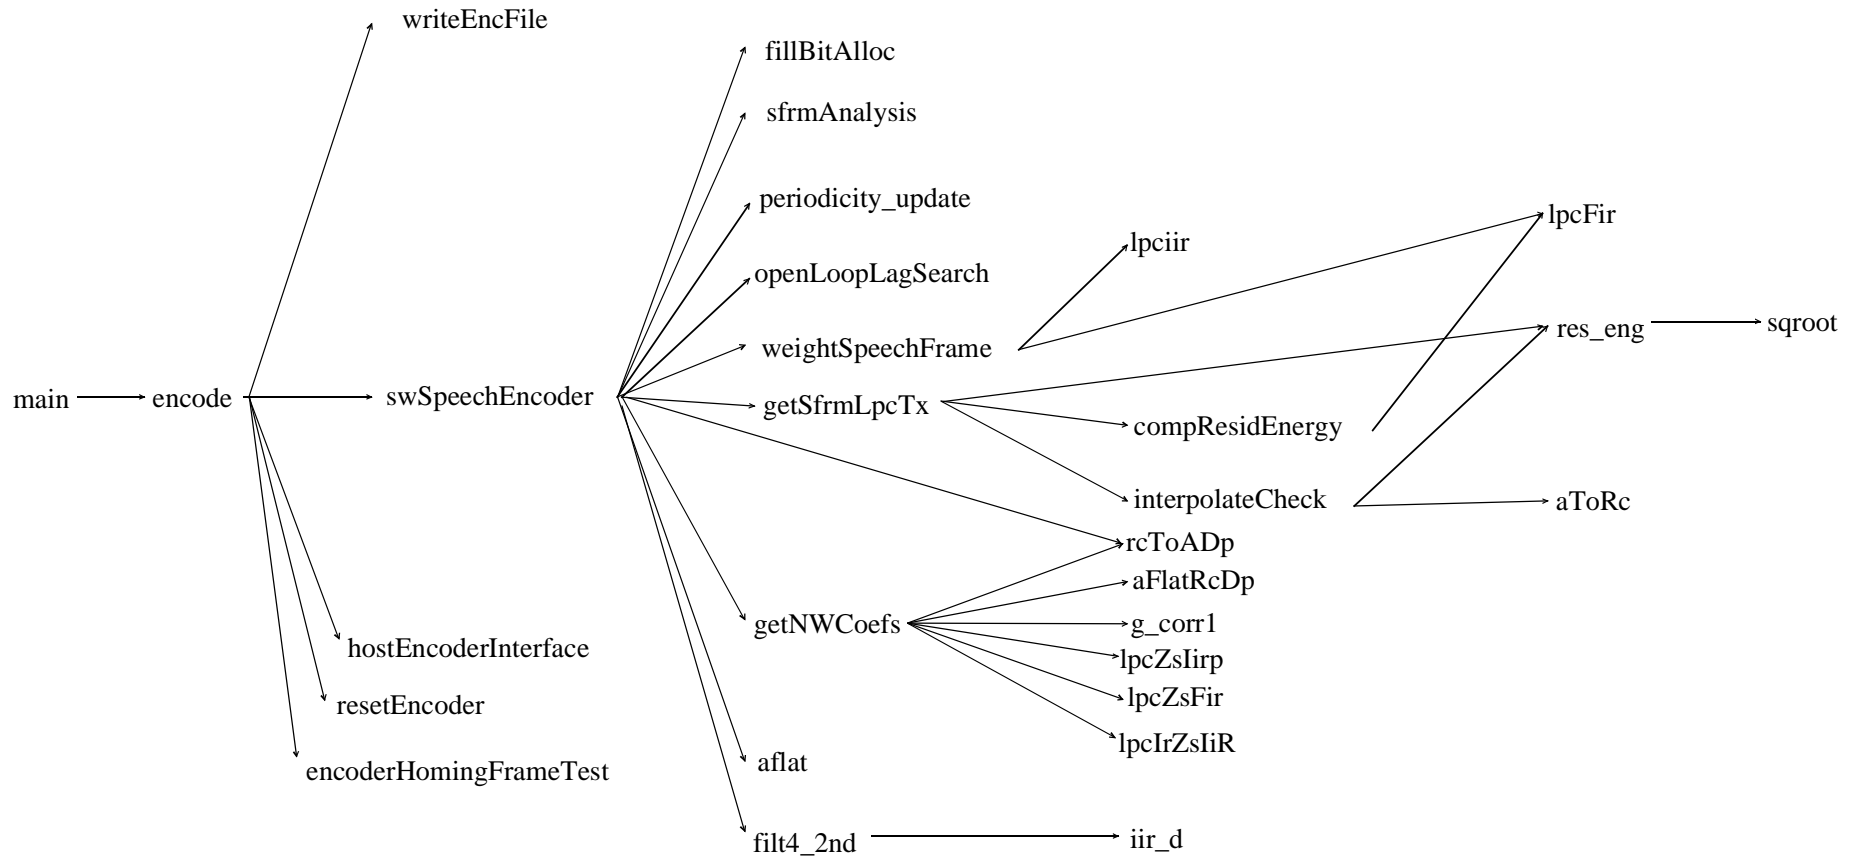 writeEncFile
fillBitAlloc
sfrmAnalysis
periodicity_update
lpcFir
lpciir
openLoopLagSearch
res_eng
sqroot
weightSpeechFrame
main
encode
swSpeechEncoder
getSfrmLpcTx
compResidEnergy
interpolateCheck
aToRc
rcToADp
aFlatRcDp
getNWCoefs
g_corr1
hostEncoderInterface
lpcZsIirp
lpcZsFir
resetEncoder
lpcIrZsIiR
aflat
encoderHomingFrameTest
filt4_2nd
iir_d